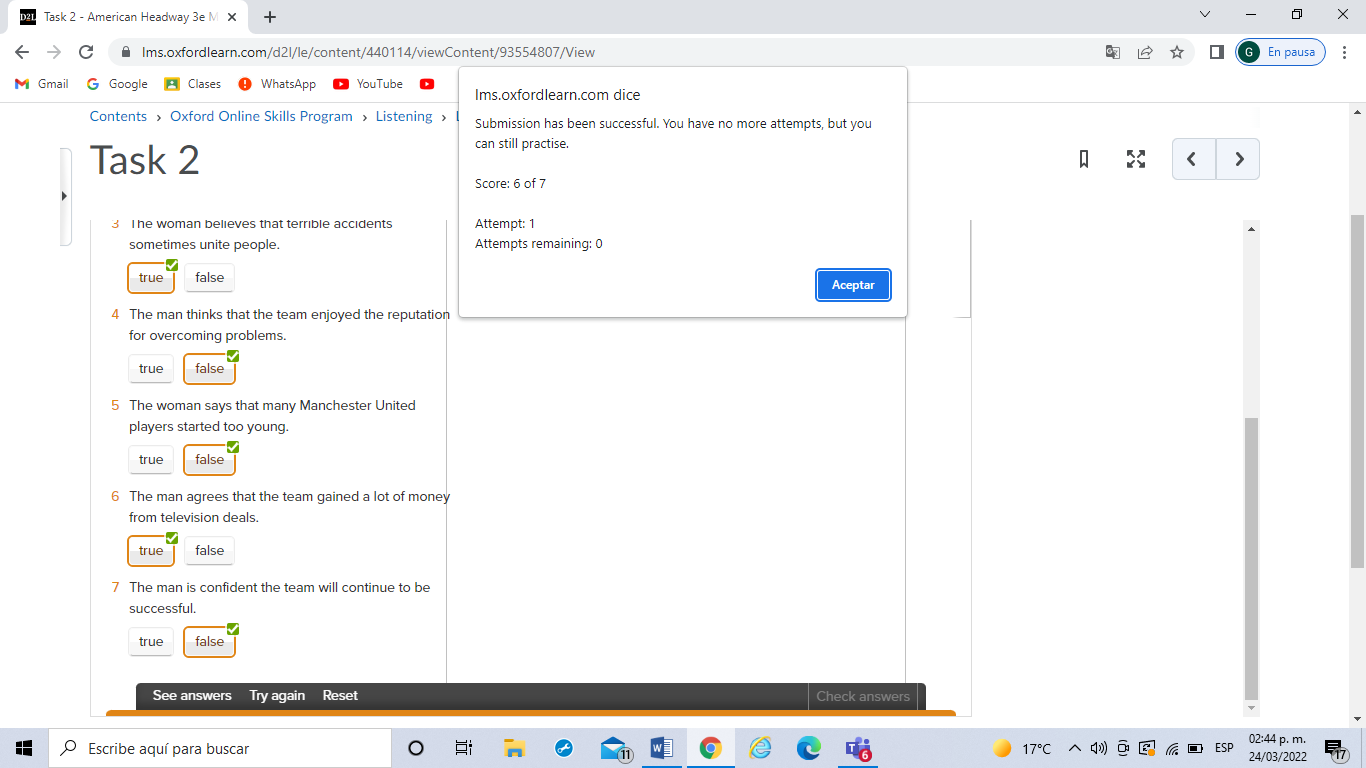 D2L Task 2 - American Headway 3e M
lms.oxfordlearn.com/d2l/le/content/440114/viewContent/93554807/View
G En pausa
Gmail Google Clases WhatsApp YouTube
lms.oxfordlearn.com dice
Submission has been successful. You have no more attempts, but you
can still practise.
Score: 6 of 7
Attempt: 1
Attempts remaining: 0
Aceptar
Contents › Oxford Online Skills Program › Listening ›
Task 2
3 The woman believes that terrible accidents
sometimes unite people.
true false
4 The man thinks that the team enjoyed the reputation
for overcoming problems.
true false
5 The woman says that many Manchester United
players started too young.
true false
6 The man agrees that the team gained a lot of money
from television deals.
true false
7 The man is confident the team will continue to be
successful.
true false
See answers Try again Reset Check answers
Escribe aquí para buscar
11
6
17°C
ESP
02:44 p. m.
24/03/2022
17